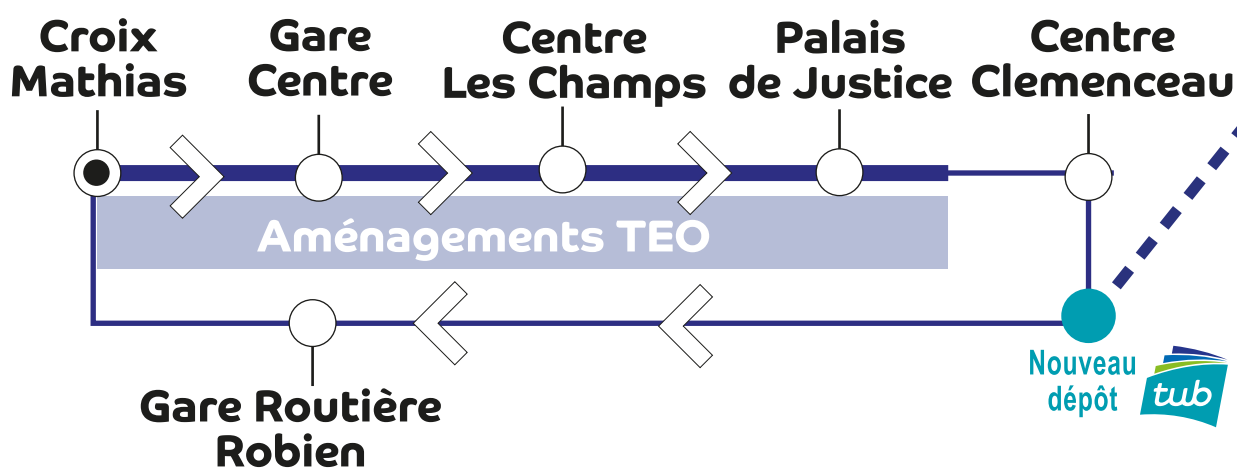 Croix
Mathias
Gare
Centre
Centre
Les Champs
Palais
de Justice
Centre
Clemenceau
Aménagements TEO
Gare Routière
Robien
Nouveau
dépôt
tub